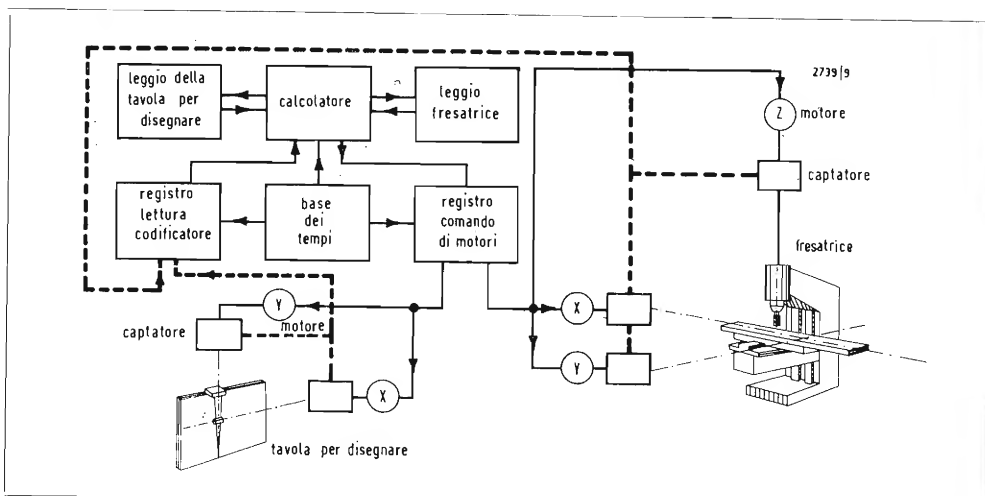 leggio della
tavola per
disegnare
calcolatore
leggio
fresatrice
2739/9
Z motore
captatore
registro
lettura
codificatore
base
dei
tempi
registro
comando
di motori
fresatrice
Y
motore
captatore
X
X
Y
tavola per disegnare